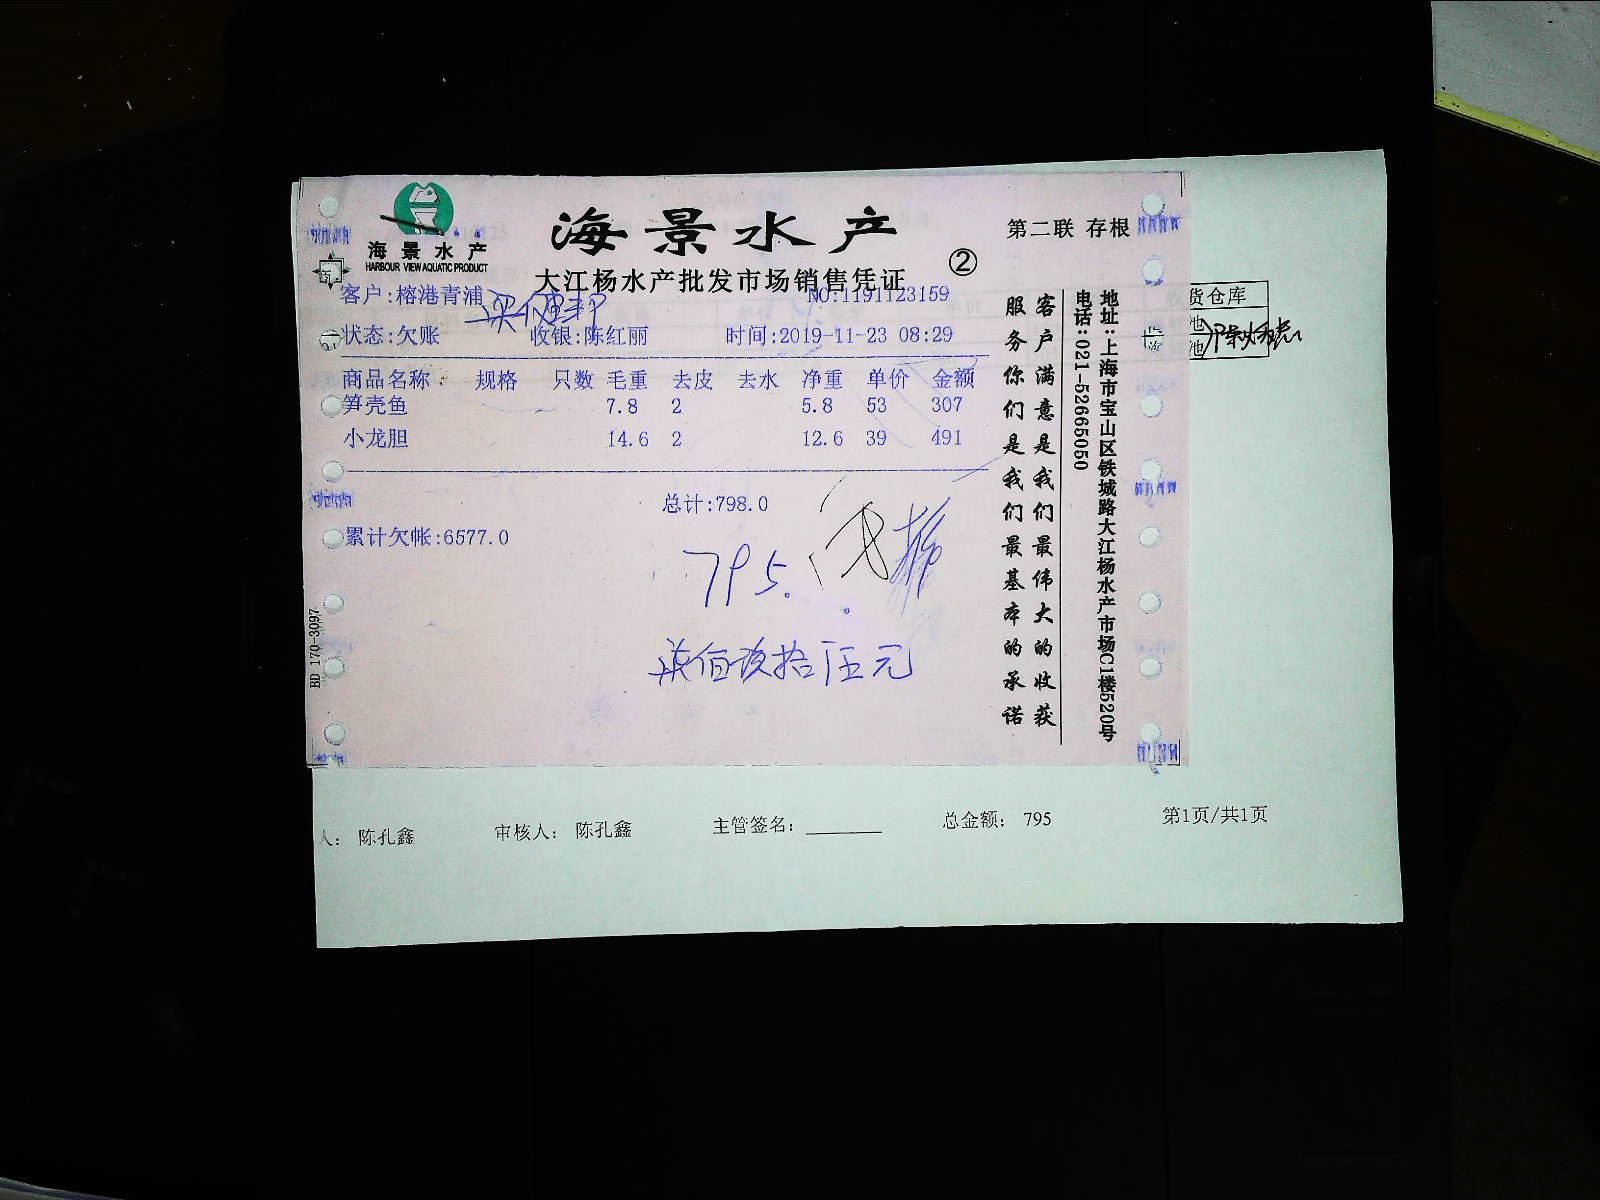 海景水产
HARBOUR VIEW AQUATIC PRODUCT
海景水产
第二联 存根
大江杨水产批发市场销售凭证
②
客户:榕港青浦
NO:1191123159
状态:欠账 收银:陈红丽 时间:2019-11-23 08:29
商品名称 规格 只数 毛重 去皮 去水 净重 单价 金额
笋壳鱼 7.8 2 5.8 53 307
小龙胆 14.6 2 12.6 39 491
总计:798.0
累计欠帐:6577.0
795.
柒佰玖拾伍元
客户满意是我们最伟大的收获
服务你们是我们最基本的承诺
地址:上海市宝山区铁城路大江杨水产市场C1楼520号
电话:021-52665050
BD 170-3097
货仓库
池
池
人: 陈孔鑫 审核人: 陈孔鑫 主管签名: 总金额: 795 第1页/共1页